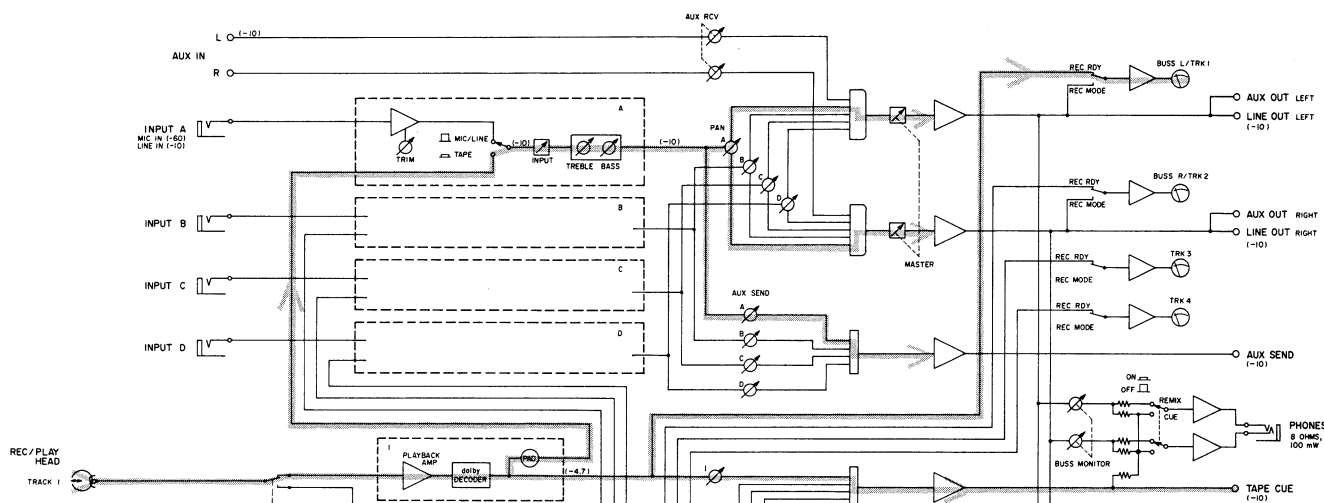 AUX RCV
L (-10)
AUX IN
R
INPUT A
MIC IN (-60)
LINE IN (-10)
A
TRIM
MIC/LINE
TAPE
(-10)
INPUT
TREBLE BASS
(-10)
PAN
A
B
C
D
MASTER
REC RDY
REC MODE
BUSS L/TRK 1
AUX OUT LEFT
LINE OUT LEFT
(-10)
INPUT B
B
REC RDY
REC MODE
BUSS R/TRK 2
AUX OUT RIGHT
LINE OUT RIGHT
(-10)
INPUT C
C
REC RDY
REC MODE
TRK 3
INPUT D
D
AUX SEND
A
B
C
D
REC RDY
REC MODE
TRK 4
AUX SEND
(-10)
ON
OFF
REMIX
CUE
BUSS MONITOR
PHONES
8 OHMS,
100 mW
REC/PLAY
HEAD
TRACK 1
1
PLAYBACK
AMP
dolby
DECODER
PAD
(-4.7)
1
TAPE CUE
(-10)